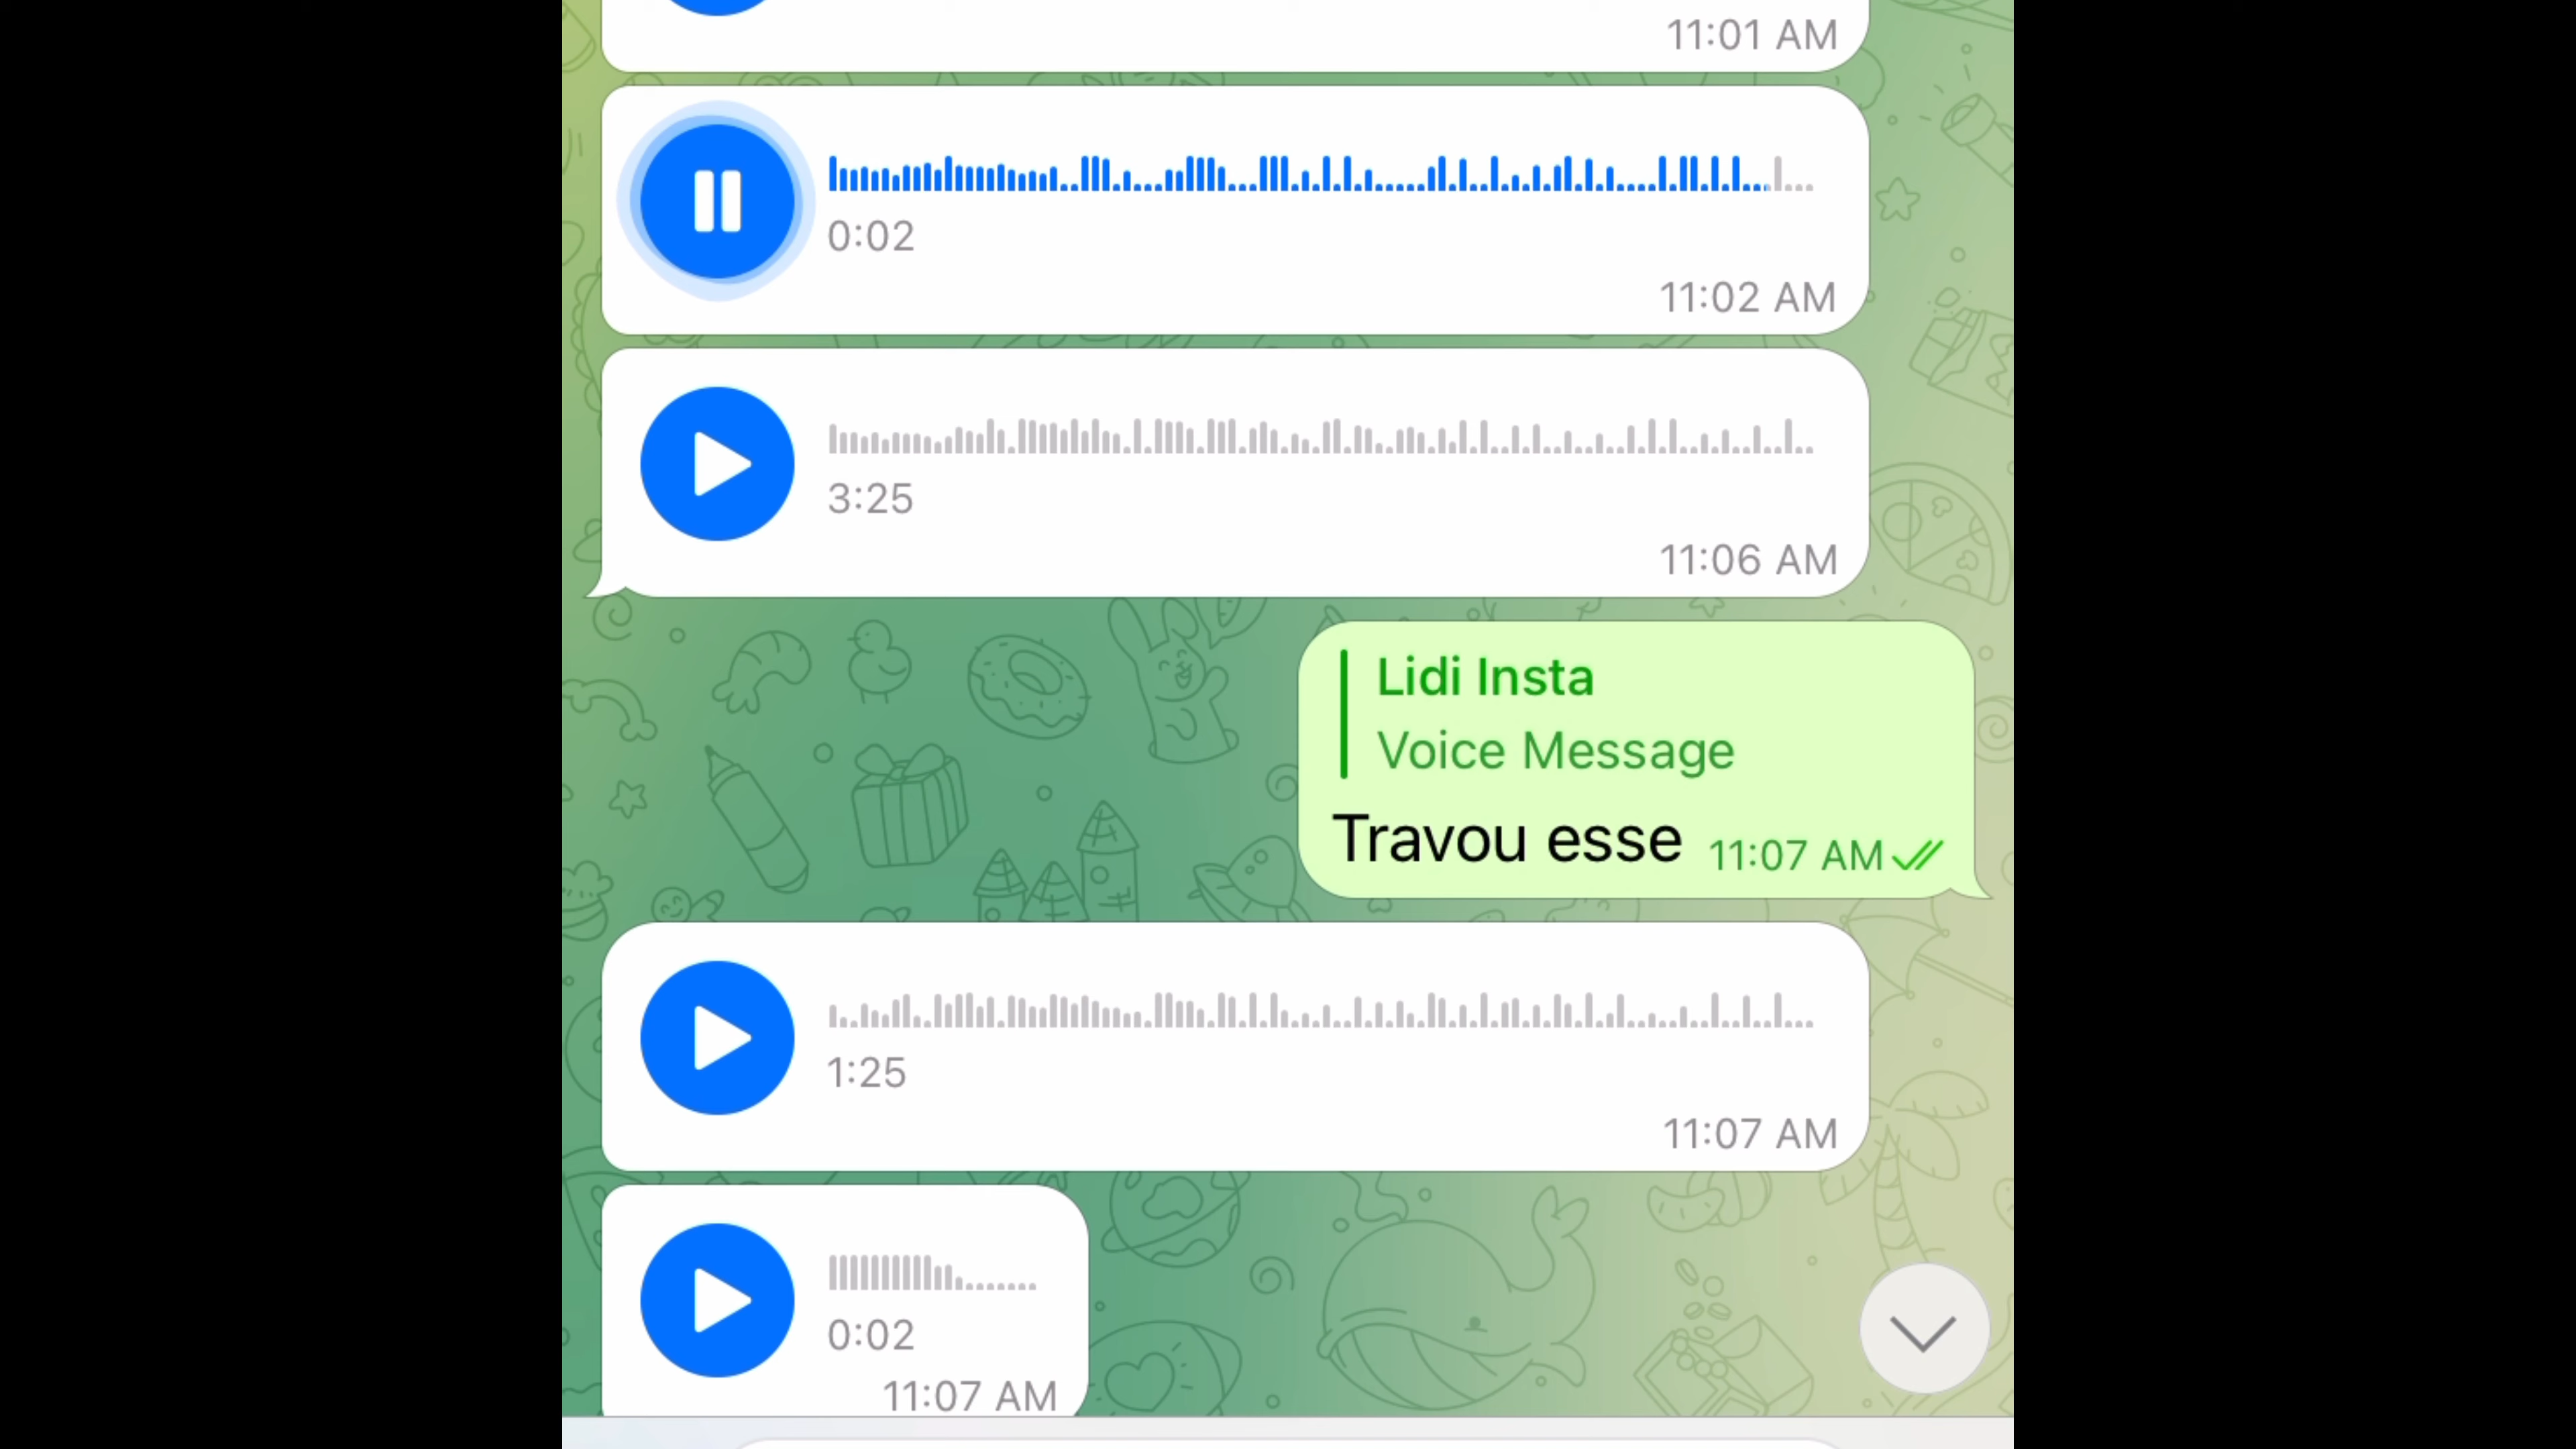 11:01 AM
0:02
11:02 AM
3:25
11:06 AM
Lidi Insta
Voice Message
Travou esse 11:07 AM
1:25
11:07 AM
0:02
11:07 AM